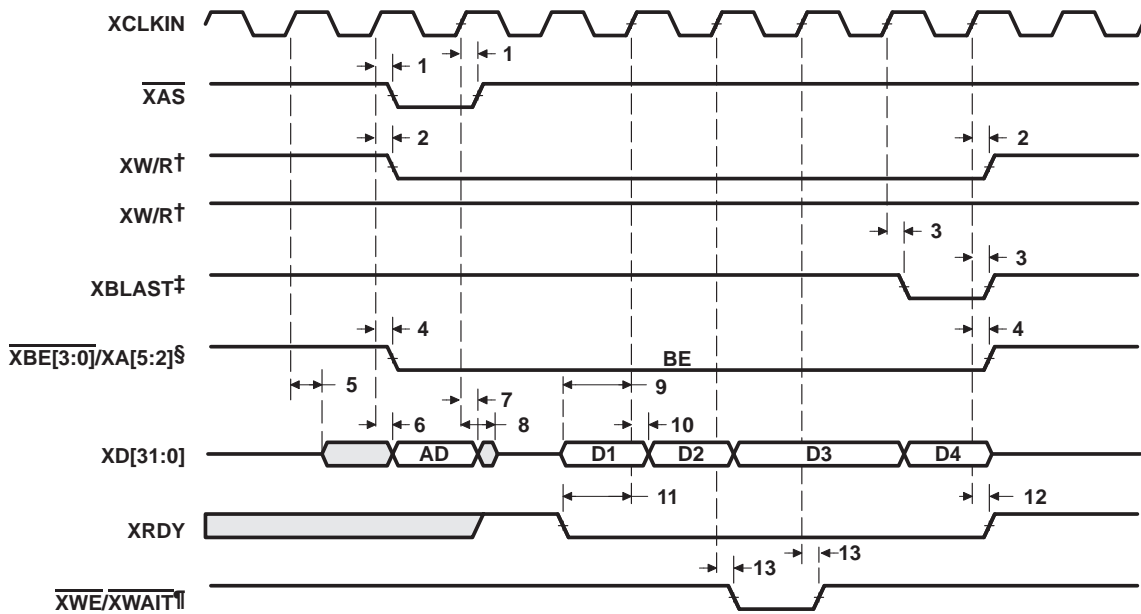 XCLKIN
1
1
XAS
2
2
XW/R†
XW/R†
3
3
XBLAST‡
4
4
XBE[3:0]/XA[5:2]§
BE
5
7
9
6
8
10
XD[31:0]
AD
D1
D2
D3
D4
11
12
XRDY
13
13
XWE/XWAIT¶